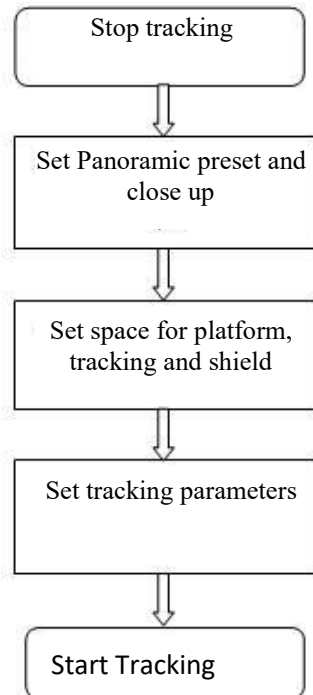 Stop tracking
Set Panoramic preset and
close up
Set space for platform,
tracking and shield
Set tracking parameters
Start Tracking